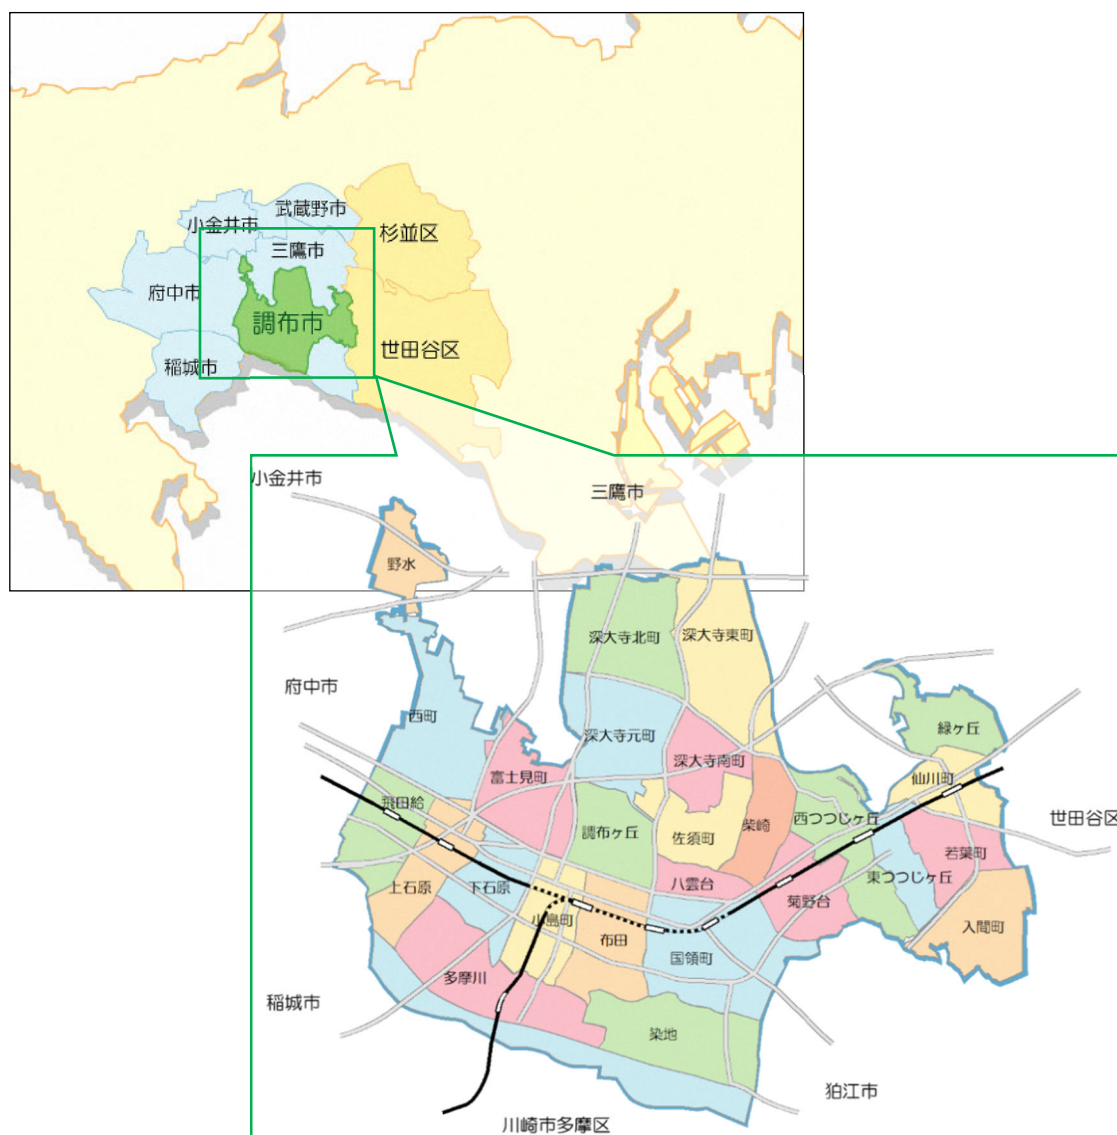 武蔵野市
小金井市
杉並区
三鷹市
府中市
調布市
世田谷区
稲城市
小金井市
三鷹市
野水
深大寺北町
深大寺東町
府中市
西町
緑ヶ丘
深大寺元町
深大寺南町
富士見町
仙川町
飛田給
調布ヶ丘
佐須町
柴崎
西つつじヶ丘
世田谷区
若葉町
上石原
下石原
八雲台
菊野台
東つつじヶ丘
小島町
布田
国領町
入間町
多摩川
稲城市
染地
狛江市
川崎市多摩区